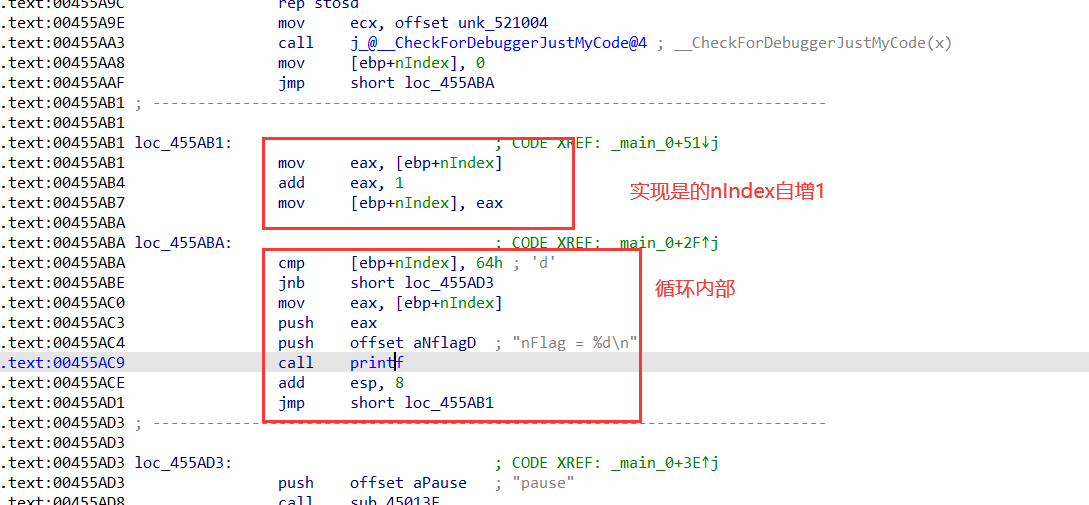 .text:00455A9C rep stosd
.text:00455A9E mov ecx, offset unk_521004
.text:00455AA3 call j_@__CheckForDebuggerJustMyCode@4 ; __CheckForDebuggerJustMyCode(x)
.text:00455AA8 mov [ebp+nIndex], 0
.text:00455AAF jmp short loc_455ABA
.text:00455AB1 ; ---------------------------------------------------------------------------
.text:00455AB1
.text:00455AB1 loc_455AB1: ; CODE XREF: _main_0+51↓j
.text:00455AB1 mov eax, [ebp+nIndex]
.text:00455AB4 add eax, 1
实现是的nIndex自增1
.text:00455AB7 mov [ebp+nIndex], eax
.text:00455ABA
.text:00455ABA loc_455ABA: ; CODE XREF: _main_0+2F↑j
.text:00455ABA cmp [ebp+nIndex], 64h ; 'd'
.text:00455ABE jnb short loc_455AD3
循环内部
.text:00455AC0 mov eax, [ebp+nIndex]
.text:00455AC3 push eax
.text:00455AC4 push offset aNflagD ; "nFlag = %d\n"
.text:00455AC9 call printf
.text:00455ACE add esp, 8
.text:00455AD1 jmp short loc_455AB1
.text:00455AD3 ; ---------------------------------------------------------------------------
.text:00455AD3
.text:00455AD3 loc_455AD3: ; CODE XREF: _main_0+3E↑j
.text:00455AD3 push offset aPause ; "pause"
.text:00455AD8 call sub_45013F